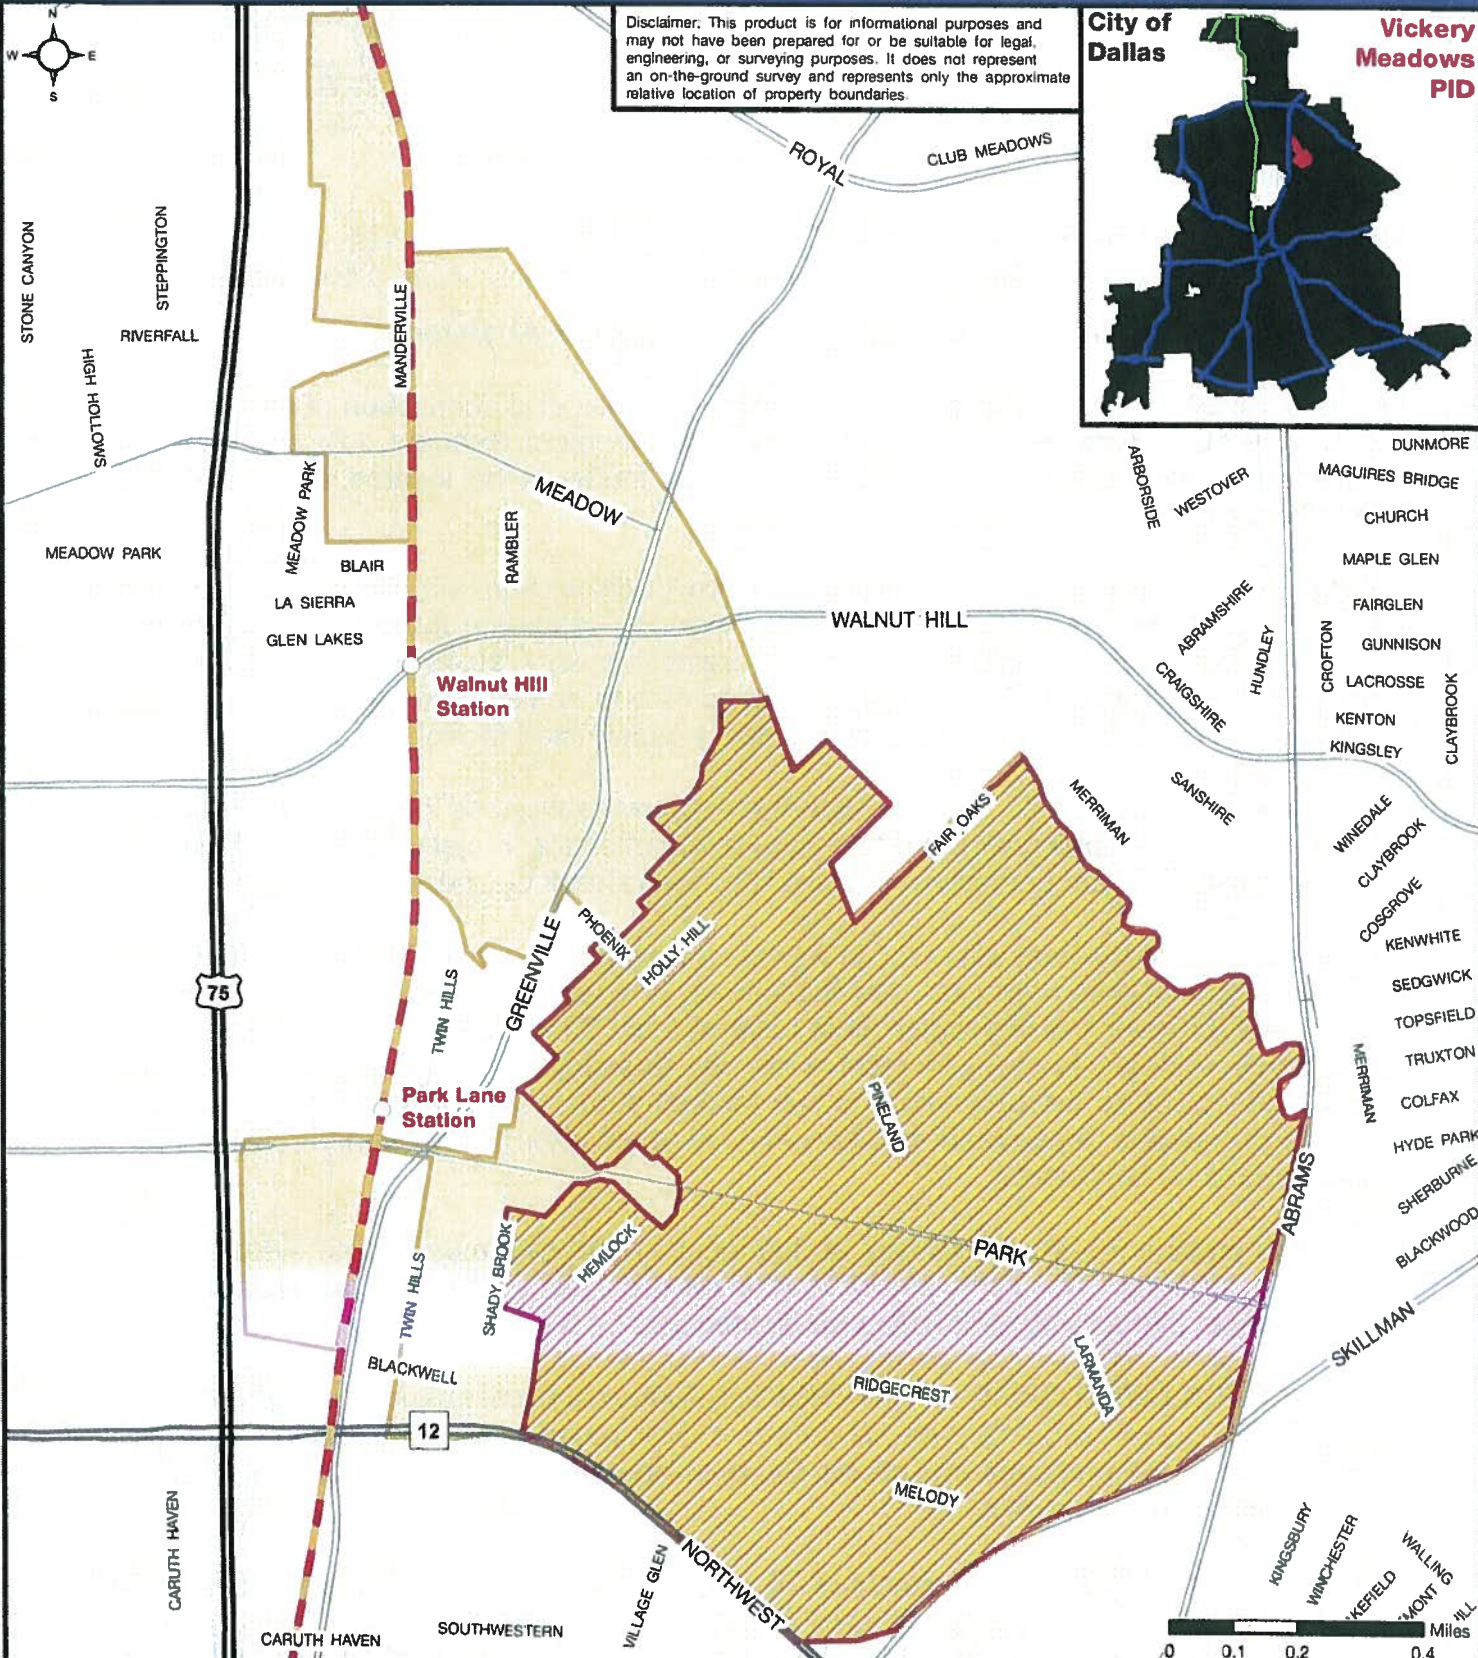 N
W
E
S
Disclaimer: This product is for informational purposes and
may not have been prepared for or be suitable for legal,
engineering, or surveying purposes. It does not represent
an on-the-ground survey and represents only the approximate
relative location of property boundaries.
City of
Dallas
Vickery
Meadows
PID
ROYAL
CLUB MEADOWS
STONE CANYON
STEPPINGTON
RIVERFALL
HIGH HOLLOWS
MANDERVILLE
MEADOW PARK
MEADOW PARK
BLAIR
LA SIERRA
GLEN LAKES
RAMBLER
MEADOW
WALNUT HILL
Walnut Hill
Station
ARBORSIDE
WESTOVER
DUNMORE
MAGUIRES BRIDGE
CHURCH
MAPLE GLEN
FAIRGLEN
GUNNISON
LACROSSE
KENTON
KINGSLEY
ABRAMSHIRE
HUNDLEY
CROFTON
CLAYBROOK
CRAIGSHIRE
SANSHIRE
MERRIMAN
FAIR OAKS
WINEDALE
CLAYBROOK
COSGROVE
KENWHITE
SEDGWICK
TOPSFIELD
TRUXTON
COLFAX
HYDE PARK
SHERBURNE
BLACKWOOD
MERRIMAN
75
GREENVILLE
PHOENIX
HOLLY HILL
TWIN HILLS
Park Lane
Station
PINELAND
ABRAMS
PARK
SHADY BROOK
HEMLOCK
TWIN HILLS
BLACKWELL
12
RIDGECREST
LARMANDA
SKILLMAN
MELODY
NORTHWEST
CARUTH HAVEN
CARUTH HAVEN
SOUTHWESTERN
VILLAGE GLEN
KINGSBURY
WINCHESTER
WALLING
KEFIELD
MONT
Miles
0
0.1
0.2
0.4